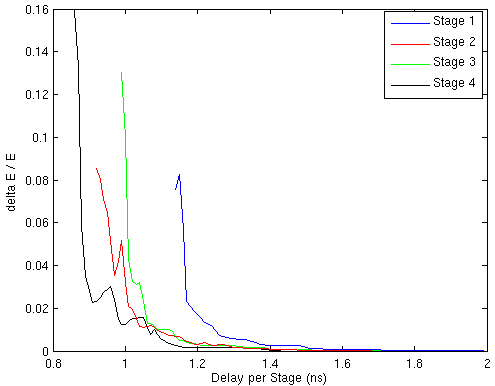 0.16
0.14
0.12
0.1
0.08
0.06
0.04
0.02
0
delta E / E
Stage 1
Stage 2
Stage 3
Stage 4
0.8 1 1.2 1.4 1.6 1.8 2
Delay per Stage (ns)